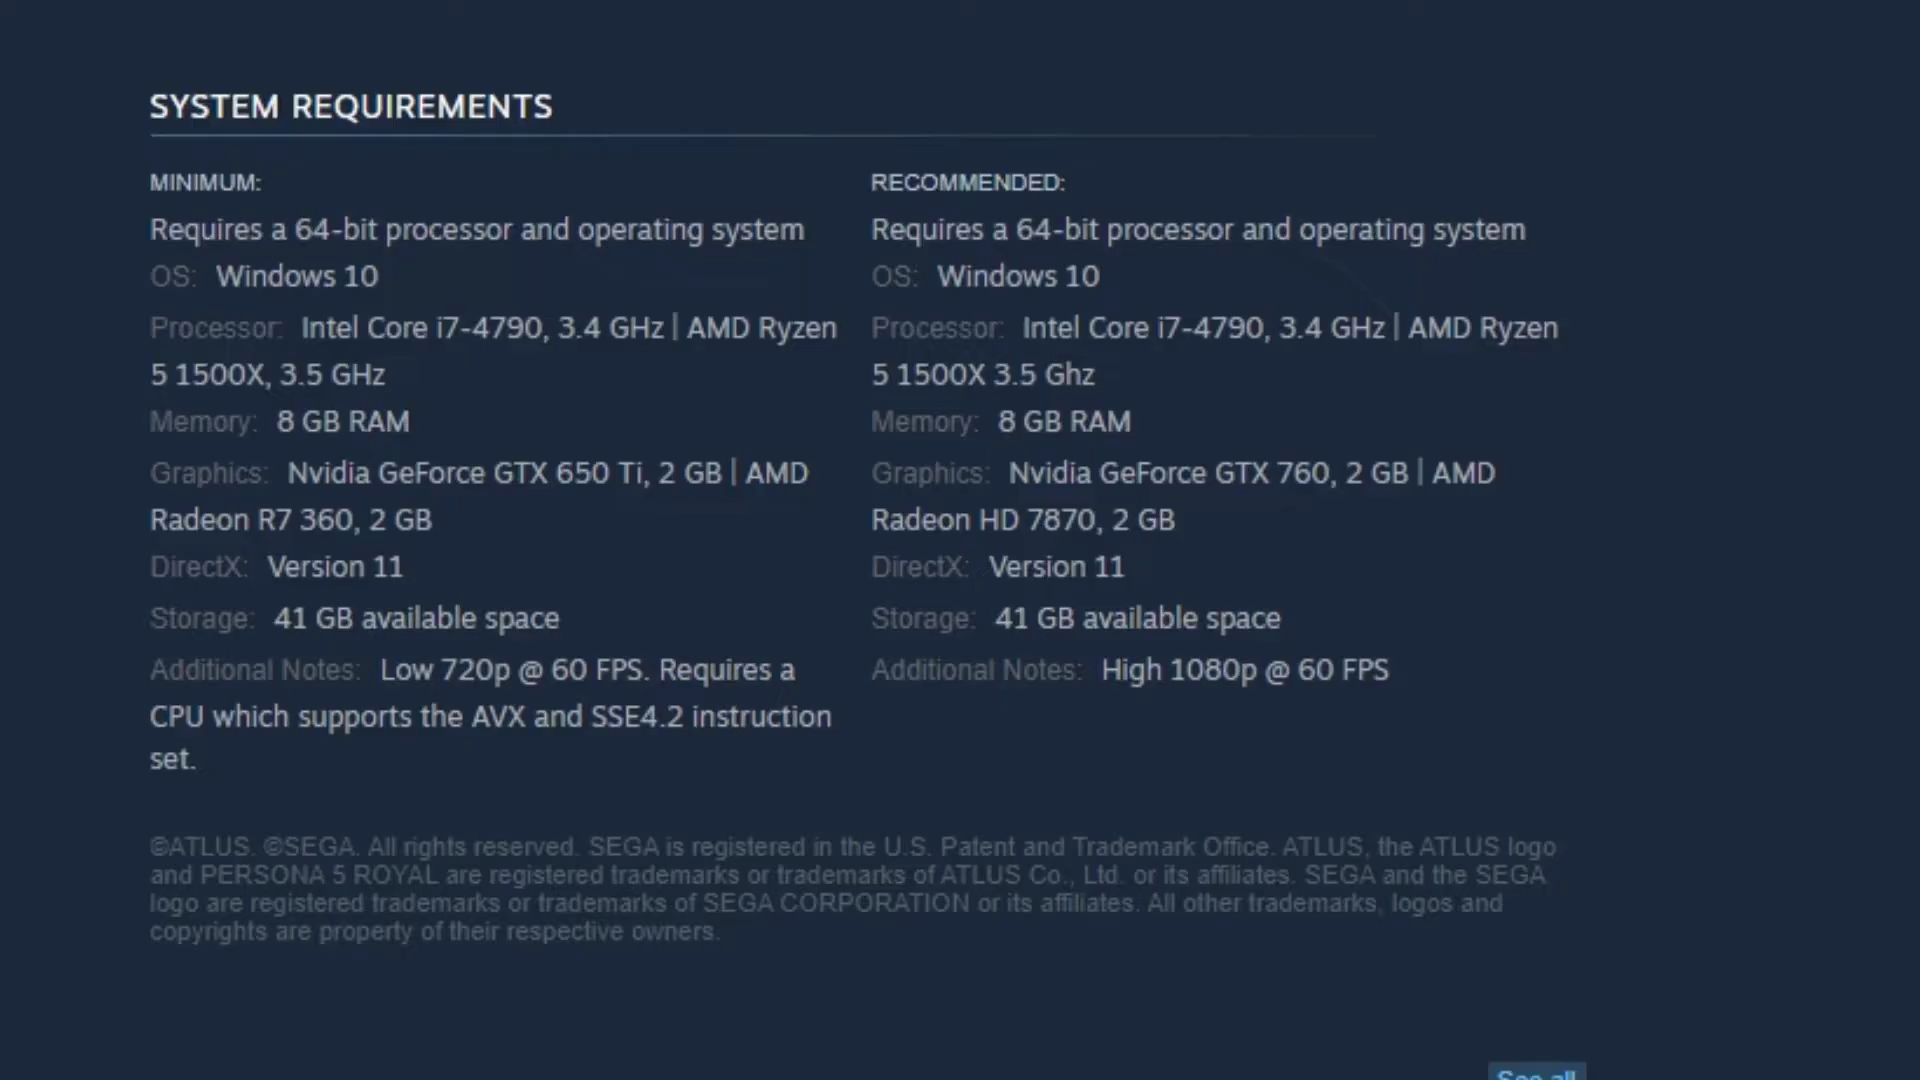 SYSTEM REQUIREMENTS
MINIMUM:
Requires a 64-bit processor and operating system
OS: Windows 10
Processor: Intel Core i7-4790, 3.4 GHz | AMD Ryzen
5 1500X, 3.5 GHz
Memory: 8 GB RAM
Graphics: Nvidia GeForce GTX 650 Ti, 2 GB | AMD
Radeon R7 360, 2 GB
DirectX: Version 11
Storage: 41 GB available space
Additional Notes: Low 720p @ 60 FPS. Requires a
CPU which supports the AVX and SSE4.2 instruction
set.
RECOMMENDED:
Requires a 64-bit processor and operating system
OS: Windows 10
Processor: Intel Core i7-4790, 3.4 GHz | AMD Ryzen
5 1500X 3.5 Ghz
Memory: 8 GB RAM
Graphics: Nvidia GeForce GTX 760, 2 GB | AMD
Radeon HD 7870, 2 GB
DirectX: Version 11
Storage: 41 GB available space
Additional Notes: High 1080p @ 60 FPS
©ATLUS. ©SEGA. All rights reserved. SEGA is registered in the U.S. Patent and Trademark Office. ATLUS, the ATLUS logo
and PERSONA 5 ROYAL are registered trademarks or trademarks of ATLUS Co., Ltd. or its affiliates. SEGA and the SEGA
logo are registered trademarks or trademarks of SEGA CORPORATION or its affiliates. All other trademarks, logos and
copyrights are property of their respective owners.
See all